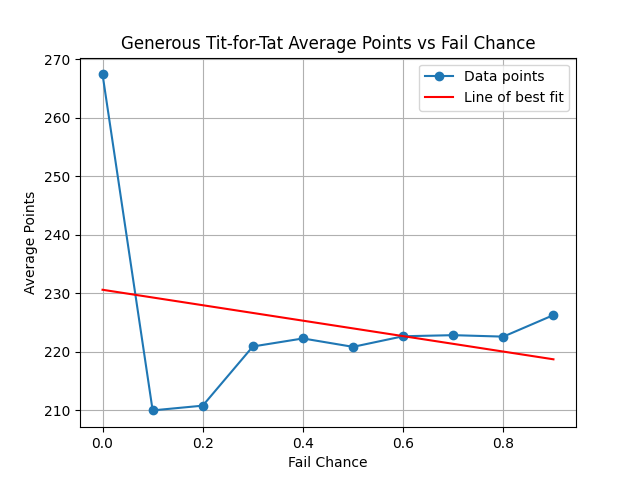 Generous Tit-for-Tat Average Points vs Fail Chance
Data points
Line of best fit
270
260
250
240
230
220
210
Average Points
0.0 0.2 0.4 0.6 0.8
Fail Chance